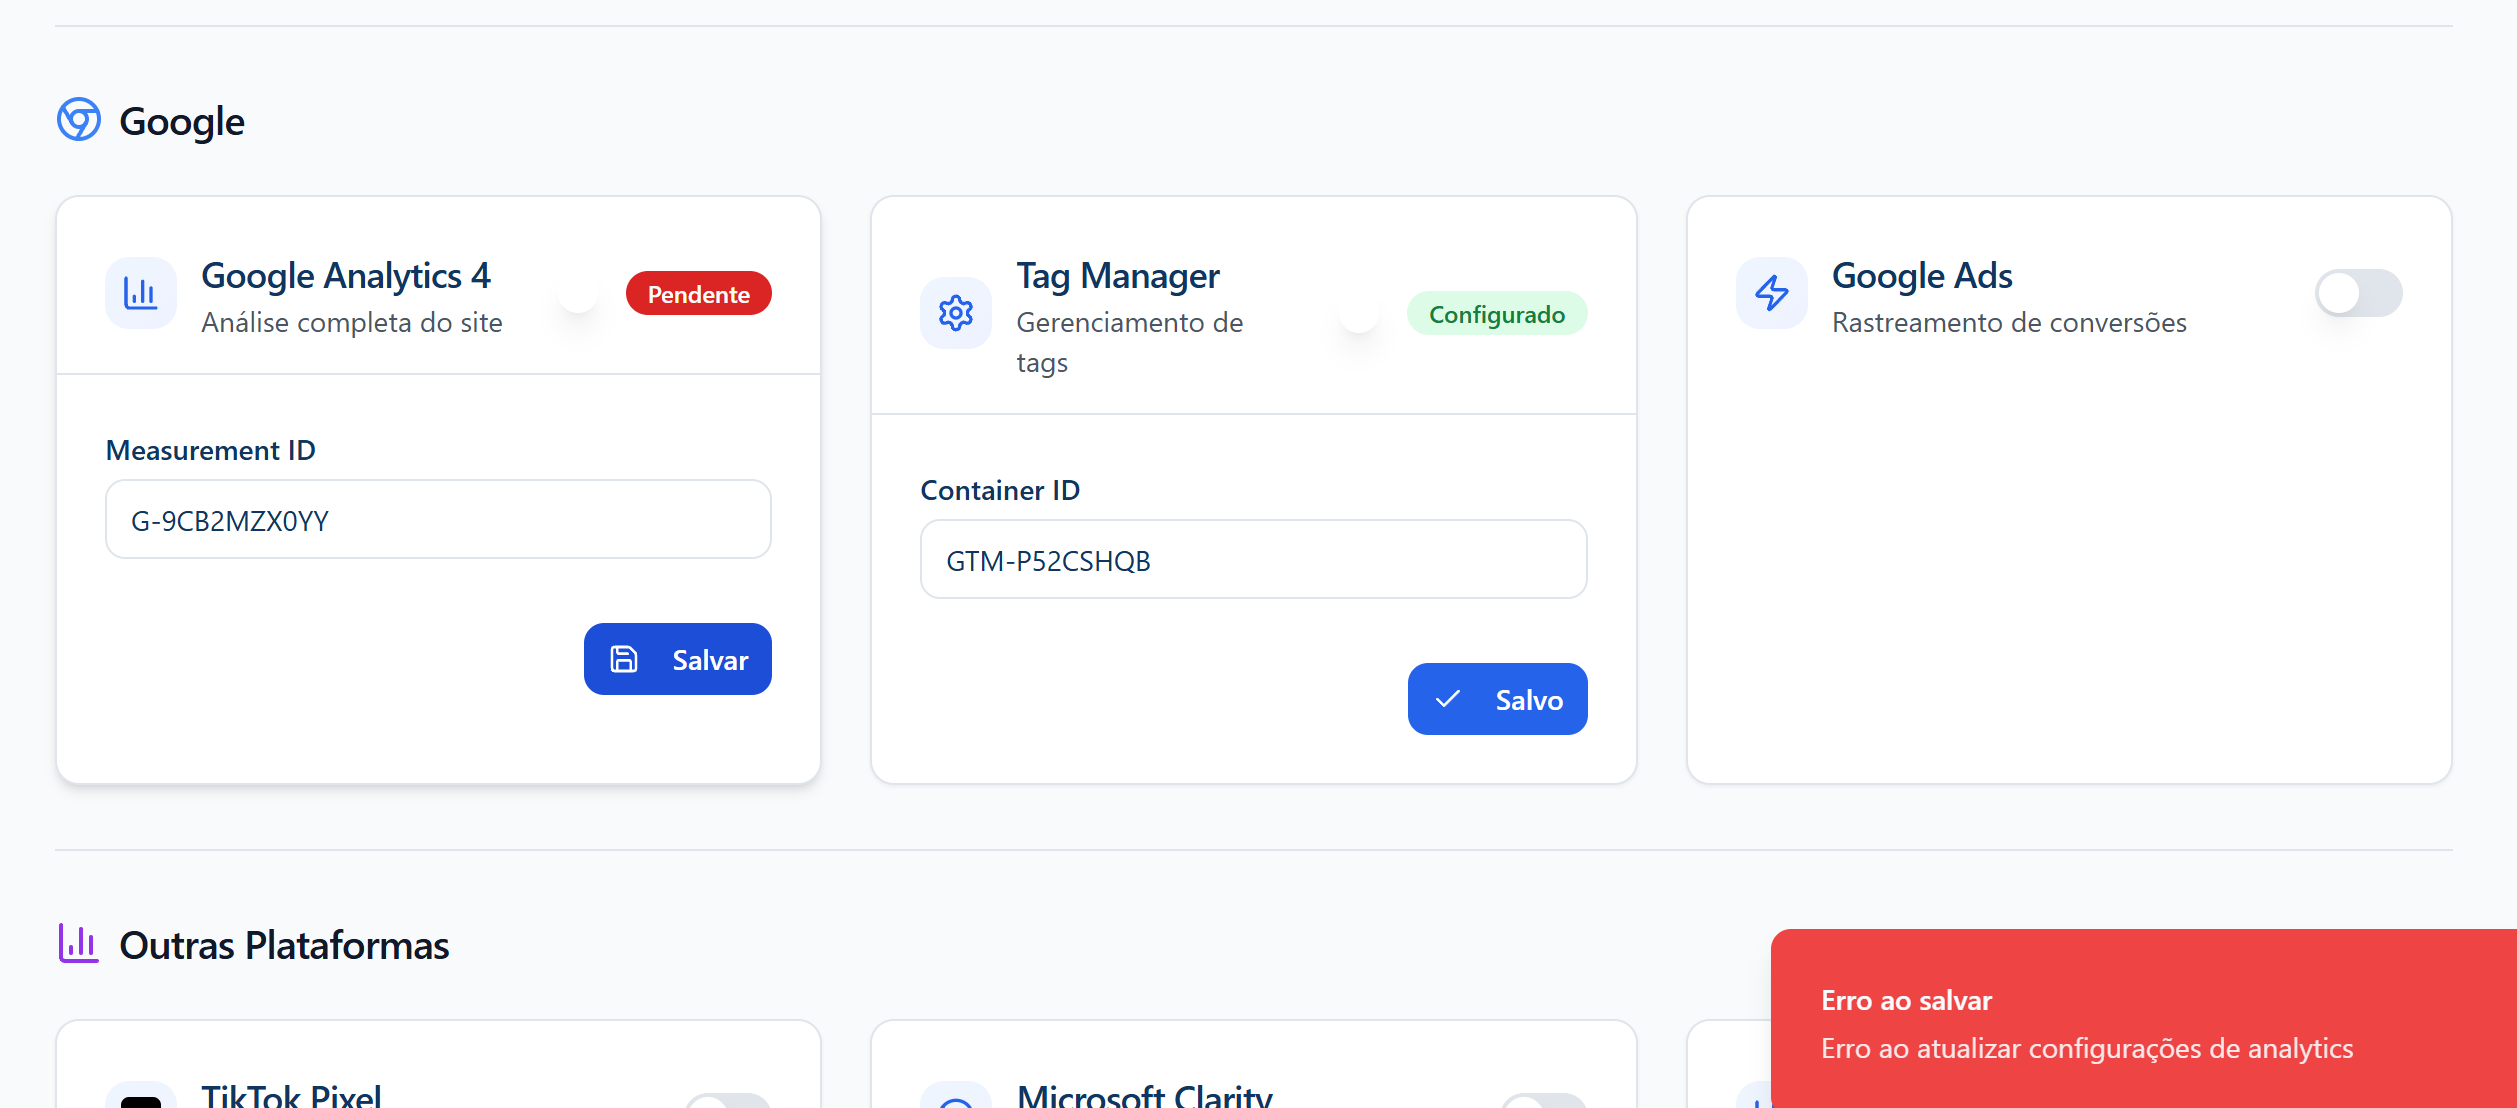 Google
Google Analytics 4
Análise completa do site
Pendente
Measurement ID
G-9CB2MZX0YY
Salvar
Tag Manager
Gerenciamento de
tags
Configurado
Container ID
GTM-P52CSHQB
Salvo
Google Ads
Rastreamento de conversões
Outras Plataformas
TikTok Pixel
Microsoft Clarity
Erro ao salvar
Erro ao atualizar configurações de analytics